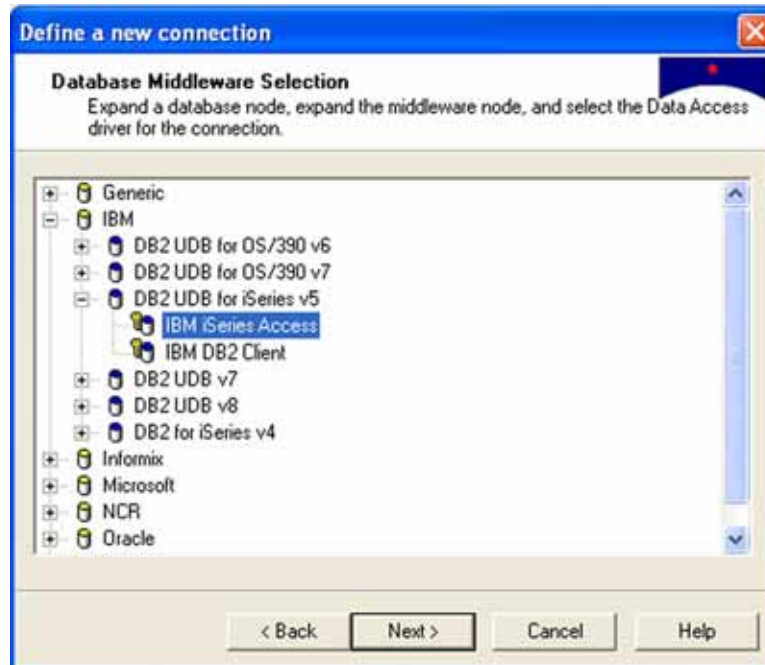 Define a new connection
Database Middleware Selection
Expand a database node, expand the middleware node, and select the Data Access
driver for the connection.
Generic
IBM
DB2 UDB for OS/390 v6
DB2 UDB for OS/390 v7
DB2 UDB for iSeries v5
IBM iSeries Access
IBM DB2 Client
DB2 UDB v7
DB2 UDB v8
DB2 for iSeries v4
Informix
Microsoft
NCR
Oracle
< Back Next > Cancel Help